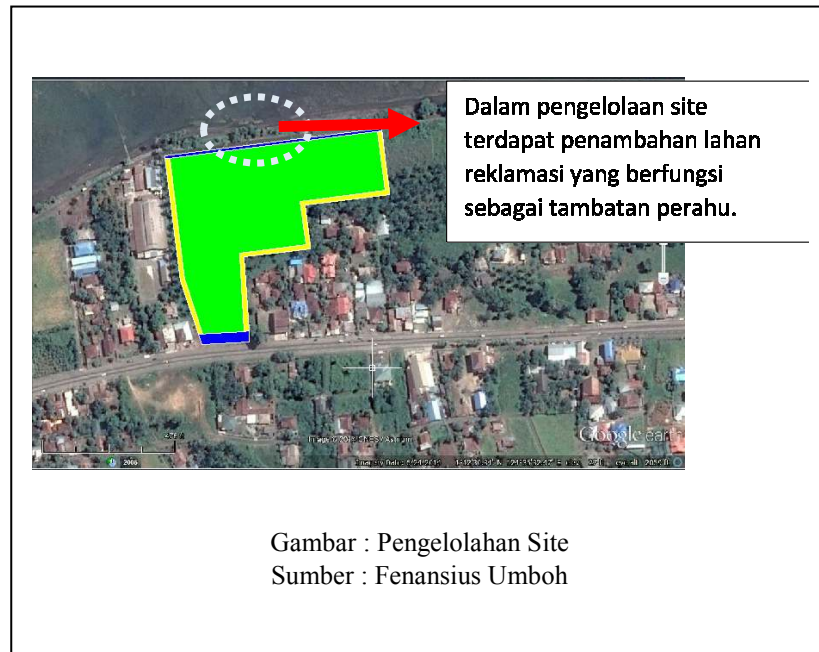 Dalam pengelolaan site
terdapat penambahan lahan
reklamasi yang berfungsi
sebagai tambatan perahu.
Google earth
2005
Gambar : Pengelolahan Site
Sumber : Fenansius Umboh